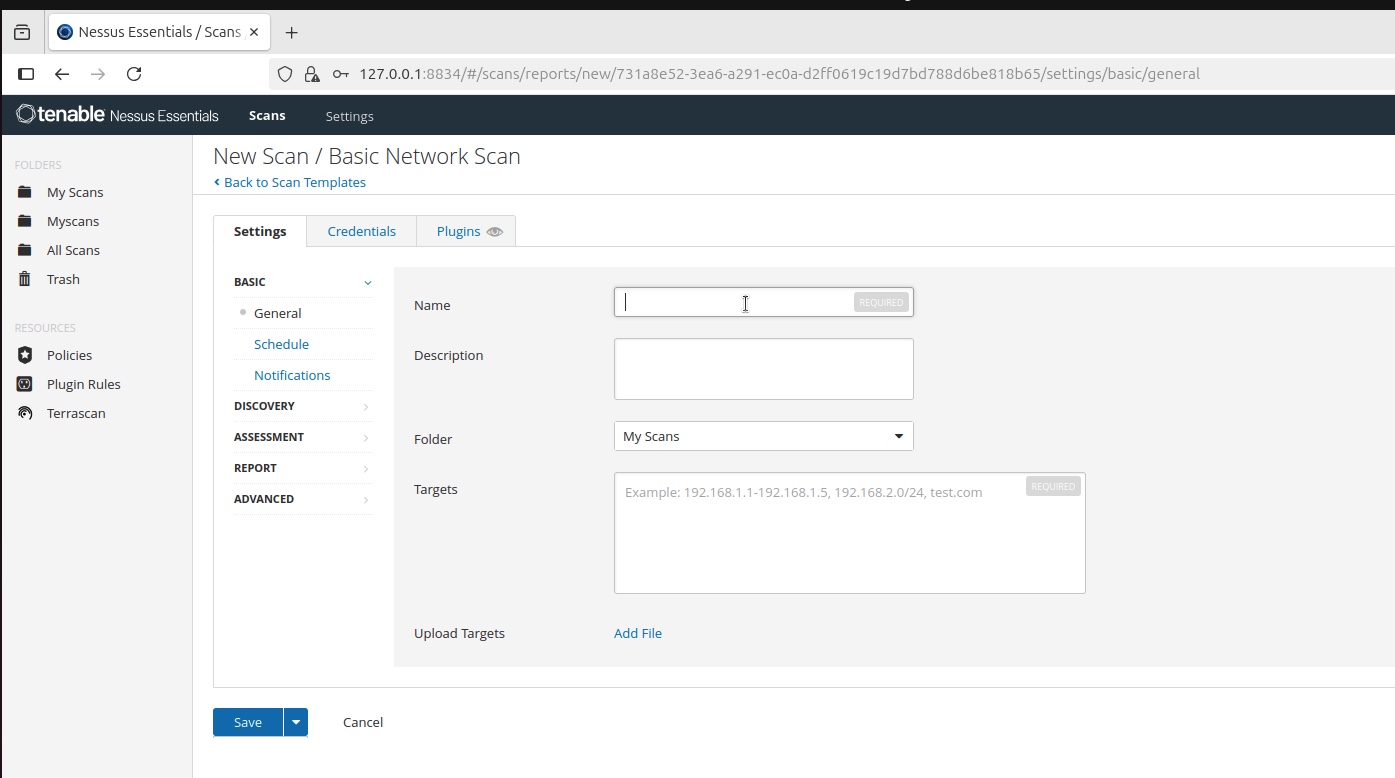 Nessus Essentials / Scans
127.0.0.1:8834/#/scans/reports/new/731a8e52-3ea6-a291-ec0a-d2ff0619c19d7bd788d6be818b65/settings/basic/general
tenable Nessus Essentials Scans Settings
FOLDERS
My Scans
Myscans
All Scans
Trash
RESOURCES
Policies
Plugin Rules
Terrascan
New Scan / Basic Network Scan
Back to Scan Templates
Settings Credentials Plugins
BASIC
General
Schedule
Notifications
DISCOVERY
ASSESSMENT
REPORT
ADVANCED
Name REQUIRED
Description
Folder My Scans
Targets Example: 192.168.1.1-192.168.1.5, 192.168.2.0/24, test.com REQUIRED
Upload Targets Add File
Save Cancel